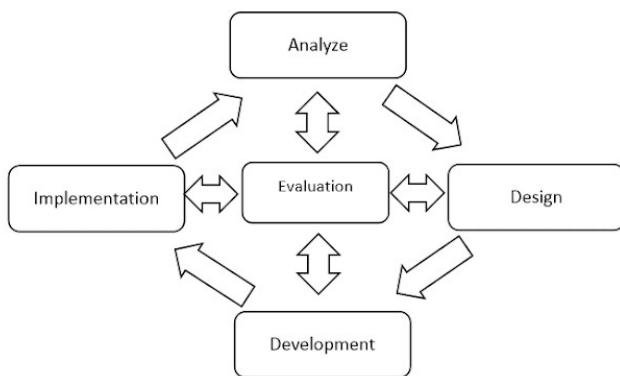 Analyze
Implementation
Evaluation
Design
Development